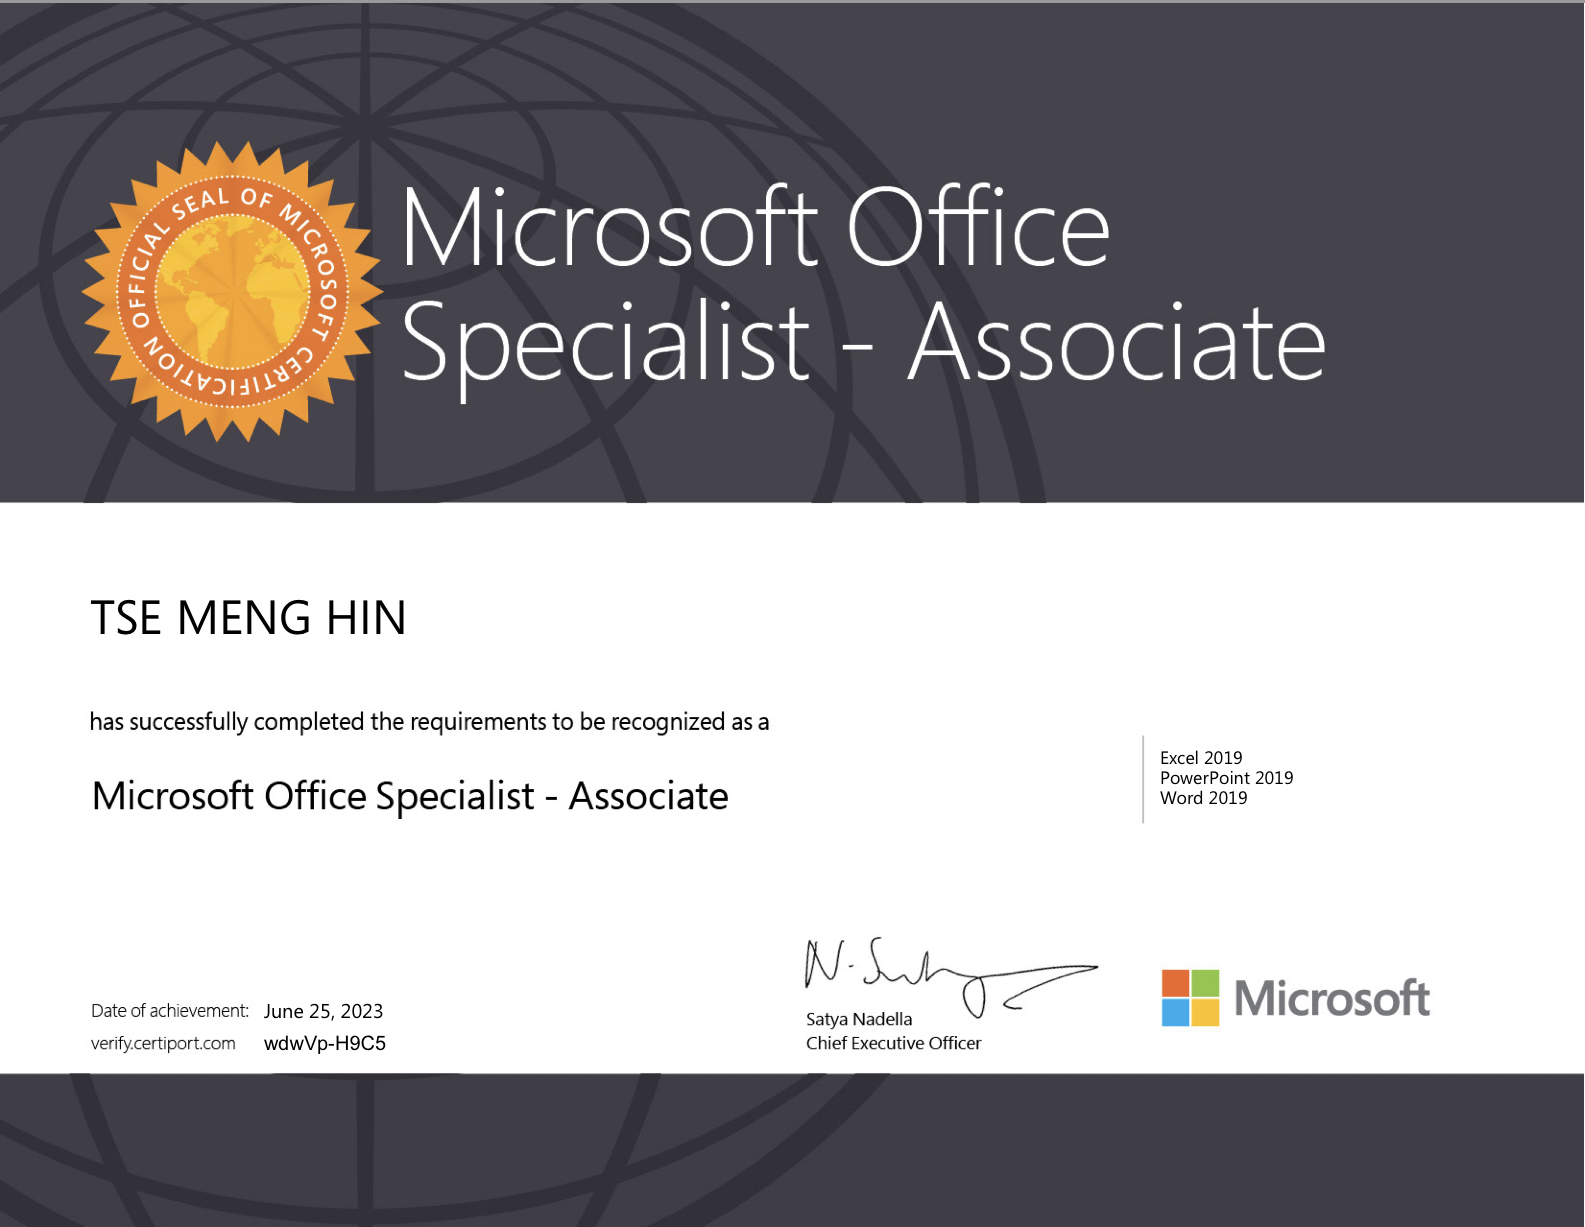 OFFICIAL SEAL OF MICROSOFT CERTIFICATION
Microsoft Office
Specialist - Associate
TSE MENG HIN
has successfully completed the requirements to be recognized as a
Microsoft Office Specialist - Associate
Excel 2019
PowerPoint 2019
Word 2019
Date of achievement: June 25, 2023
verify.certiport.com wdwVp-H9C5
Satya Nadella
Chief Executive Officer
Microsoft